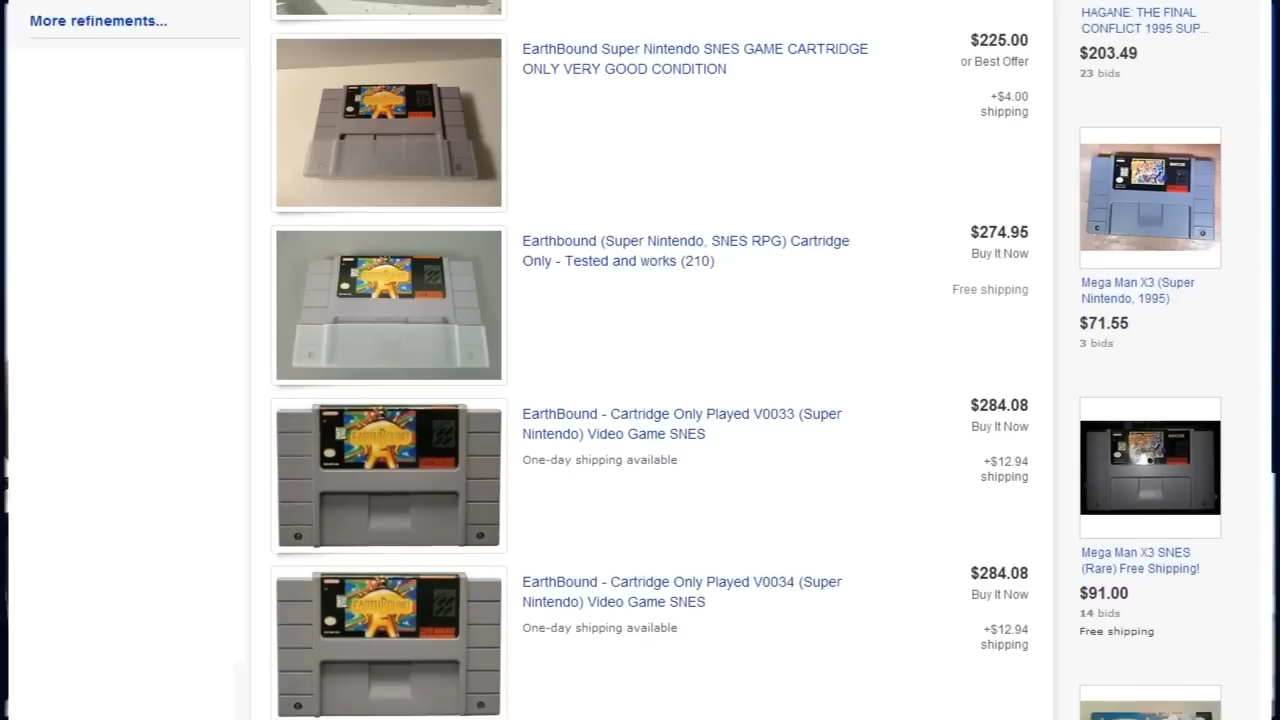 More refinements...
EarthBound Super Nintendo SNES GAME CARTRIDGE
ONLY VERY GOOD CONDITION
$225.00
or Best Offer
+$4.00
shipping
Earthbound (Super Nintendo, SNES RPG) Cartridge
Only - Tested and works (210)
$274.95
Buy It Now
Free shipping
EarthBound - Cartridge Only Played V0033 (Super
Nintendo) Video Game SNES
One-day shipping available
$284.08
Buy It Now
+$12.94
shipping
EARTHBOUND
EarthBound - Cartridge Only Played V0034 (Super
Nintendo) Video Game SNES
One-day shipping available
$284.08
Buy It Now
+$12.94
shipping
EARTHBOUND
HAGANE: THE FINAL
CONFLICT 1995 SUP...
$203.49
23 bids
Mega Man X3 (Super
Nintendo, 1995)
$71.55
3 bids
Mega Man X3 SNES
(Rare) Free Shipping!
$91.00
14 bids
Free shipping